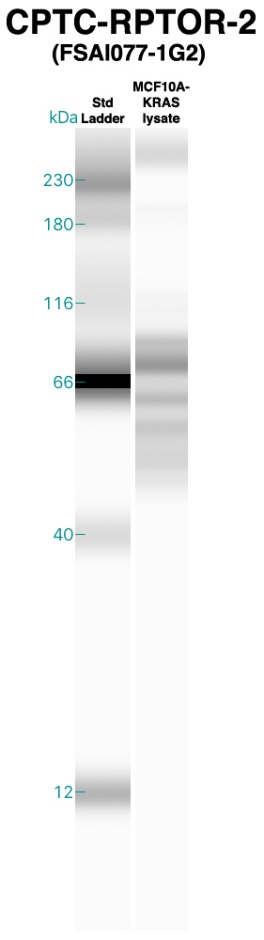 CPTC-RPTOR-2
(FSAI077-1G2)
kDa
Std
Ladder
MCF10A-
KRAS
lysate
230
180
116
66
40
12